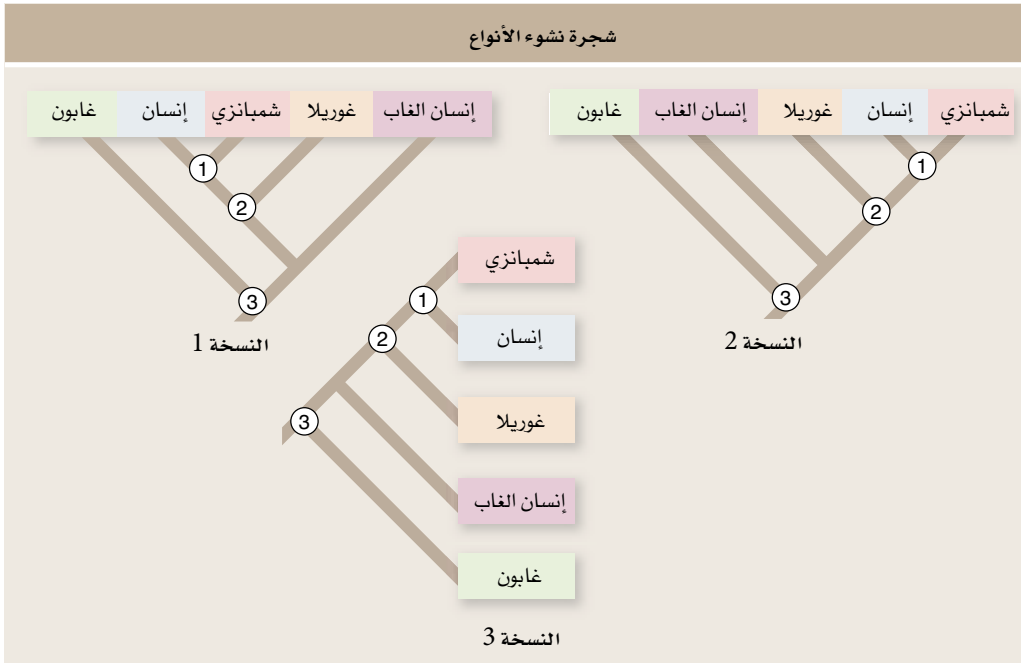 شجرة نشوء الأنواع
شمبانزي إنسان غوريلا إنسان الغاب غابون
1
2
3
النسخة 2
إنسان الغاب غوريلا شمبانزي إنسان غابون
1
2
3
النسخة 1
شمبانزي
1
إنسان
2
غوريلا
3
إنسان الغاب
غابون
النسخة 3